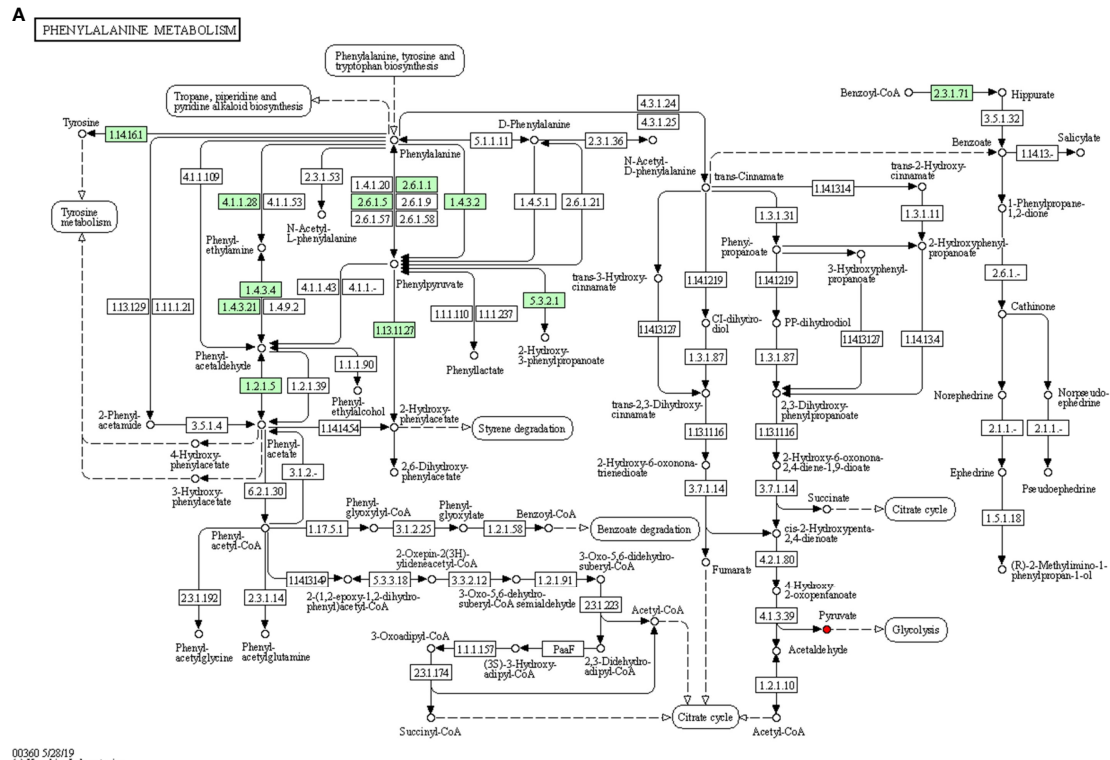 A
PHENYLALANINE METABOLISM
Phenylalanine, tyrosine and
tryptophan biosynthesis
Tropane, piperidine and
pyridine alkaloid biosynthesis
Tyrosine
1.14.16.1
Phenylalanine
5.1.1.11
D-Phenylalanine
2.3.1.36
4.3.1.24
4.3.1.25
N-Acetyl-
D-phenylalanine
Benzoyl-CoA
2.3.1.71
Hippurate
3.5.1.32
Benzoate
1.14.13.-
Salicylate
4.1.1.109
2.3.1.53
1.4.1.20
2.6.1.1
4.1.1.28
4.1.1.53
2.6.1.5
2.6.1.9
1.4.3.2
1.4.5.1
2.6.1.21
2.6.1.57
2.6.1.58
N-Acetyl-
L-phenylalanine
Tyrosine
metabolism
Phenyl-
ethylamine
trans-Cinnamate
1.14.13.14
trans-2-Hydroxy-
cinnamate
1.3.1.31
1.3.1.11
Phenyl-
propanoate
2-Hydroxyphenyl-
propanoate
3-Hydroxyphenyl-
propanoate
1-Phenylpropane-
1,2-dione
2.6.1.-
Cathinone
Phenylpyruvate
trans-3-Hydroxy-
cinnamate
1.14.12.19
1.14.12.19
1.4.3.4
1.4.3.21
1.4.9.2
4.1.1.43
4.1.1.-
1.13.12.9
1.11.1.21
1.13.11.27
1.1.1.110
1.1.1.237
5.3.2.1
2-Hydroxy-
3-phenylpropanoate
Phenyllactate
CI-dihydro-
diol
PP-dihydrodiol
1.14.13.127
1.14.13.127
1.14.13.4
1.3.1.87
1.3.1.87
Phenyl-
acetaldehyde
1.1.1.90
1.2.1.5
1.2.1.39
Phenyl-
ethylalcohol
trans-2,3-Dihydroxy-
cinnamate
2,3-Dihydroxy-
phenylpropanoate
Norephedrine
Norpseudo-
ephedrine
2.1.1.-
2.1.1.-
Ephedrine
Pseudoephedrine
2-Phenyl-
acetamide
3.5.1.4
Phenyl-
acetate
1.14.14.54
2-Hydroxy-
phenylacetate
Styrene degradation
4-Hydroxy-
phenylacetate
3-Hydroxy-
phenylacetate
3.1.2.-
2,6-Dihydroxy-
phenylacetate
1.13.11.16
1.13.11.16
2-Hydroxy-6-oxonona-
trienedioate
2-Hydroxy-6-oxonona-
2,4-diene-1,9-dioate
6.2.1.30
3.7.1.14
3.7.1.14
Succinate
Citrate cycle
1.5.1.18
(R)-2-Methylimino-1-
phenylpropan-1-ol
Phenyl-
acetyl-CoA
1.17.5.1
Phenyl-
glyoxylyl-CoA
3.1.2.25
Phenyl-
glyoxylate
1.2.1.58
Benzoyl-CoA
Benzoate degradation
cis-2-Hydroxypenta-
2,4-dienoate
4.2.1.80
Fumarate
4-Hydroxy-
2-oxopentanoate
4.1.3.39
Pyruvate
Glycolysis
Acetaldehyde
1.14.13.149
2-(1,2-epoxy-1,2-dihydro-
phenyl)acetyl-CoA
5.3.3.18
2-Oxepin-2(3H)-
ylideneacetyl-CoA
3.3.2.12
3-Oxo-5,6-dehydro-
suberyl-CoA semialdehyde
1.2.1.91
3-Oxo-5,6-didehydro-
suberyl-CoA
2.3.1.192
2.3.1.14
Phenyl-
acetylglycine
Phenyl-
acetylglutamine
2.3.1.223
Acetyl-CoA
3-Oxoadipyl-CoA
1.1.1.157
(3S)-3-Hydroxy-
adipyl-CoA
PaaF
2,3-Didehydro-
adipyl-CoA
2.3.1.174
Succinyl-CoA
Citrate cycle
1.2.1.10
Acetyl-CoA
00360 5/28/19